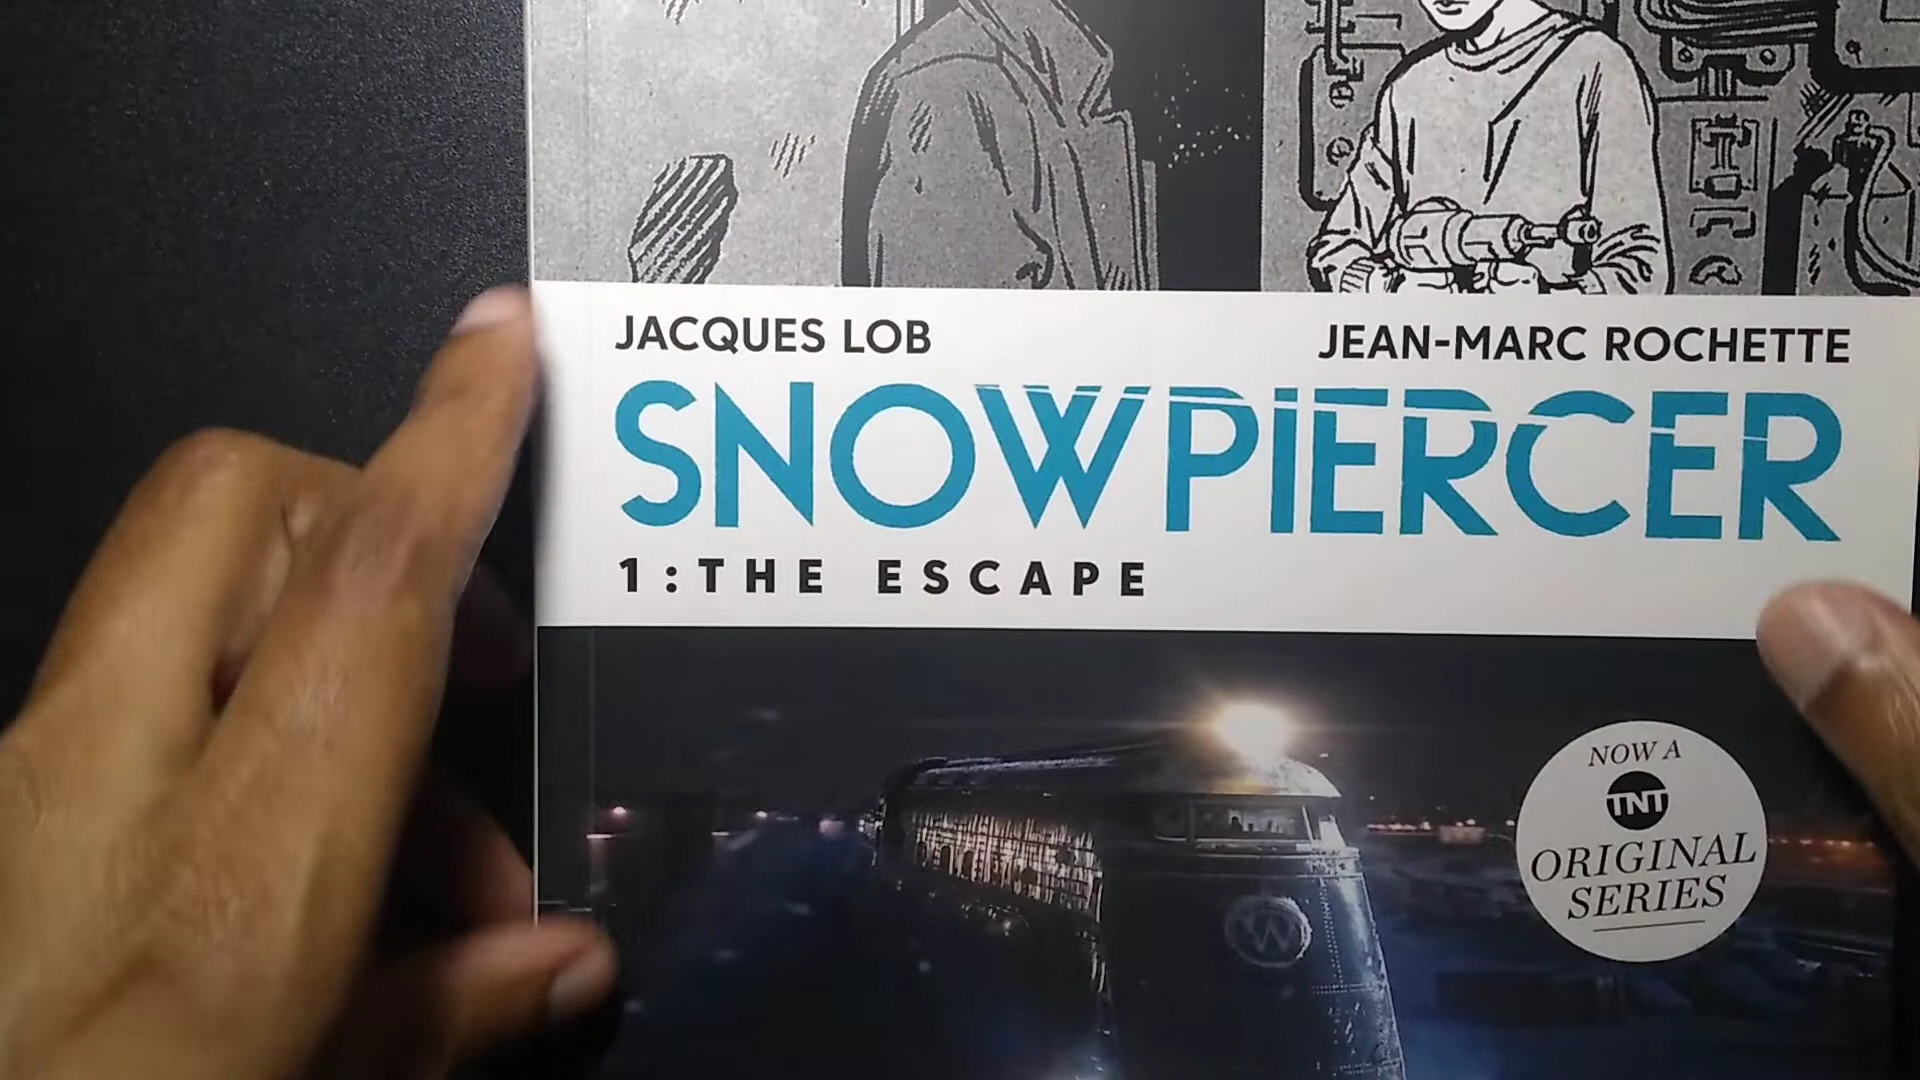 JACQUES LOB
JEAN-MARC ROCHETTE
SNOWPIERCER
1:THE ESCAPE
NOW A
TNT
ORIGINAL
SERIES
W